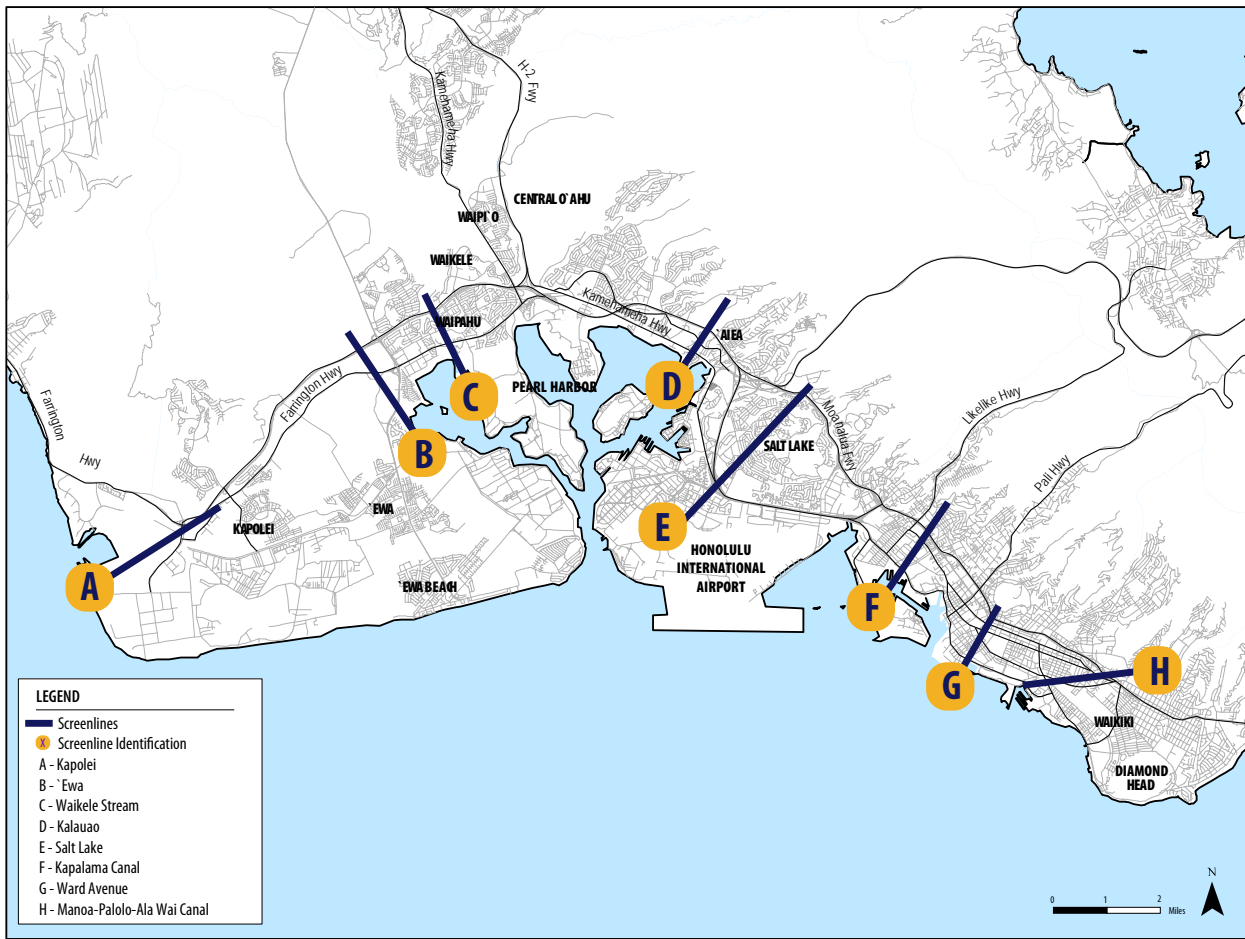 H-2 Fwy
Kamehameha Hwy
CENTRAL O`AHU
WAIPI`O
WAIKELE
Kamehameha Hwy
WAIPAHU
`AIEA
Farrington Hwy
PEARL HARBOR
D
C
Farrington
Hwy
Moanalua Fwy
Likelike Hwy
SALT LAKE
B
Pali Hwy
`EWA
KAPOLEI
E
HONOLULU
INTERNATIONAL
AIRPORT
A
`EWA BEACH
F
G
H
WAIKIKI
DIAMOND
HEAD
LEGEND
Screenlines
X Screenline Identification
A - Kapolei
B - `Ewa
C - Waikele Stream
D - Kalauao
E - Salt Lake
F - Kapalama Canal
G - Ward Avenue
H - Manoa-Palolo-Ala Wai Canal
N
0 1 2
Miles